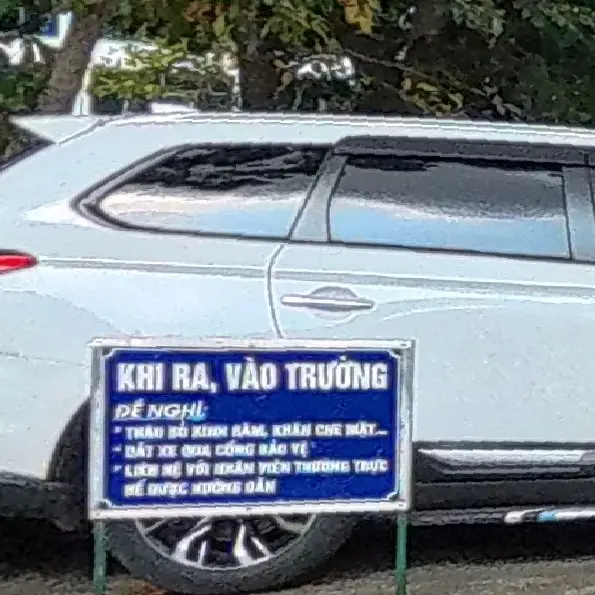 KHI RA, VÀO TRƯỜNG
ĐỀ NGHỊ:
* THÁO BỎ KÍNH RÂM, KHĂN CHE MẶT...
* DẮT XE QUA CỔNG BẢO VỆ
* LIÊN HỆ VỚI NHÂN VIÊN THƯỜNG TRỰC
ĐỂ ĐƯỢC HƯỚNG DẪN